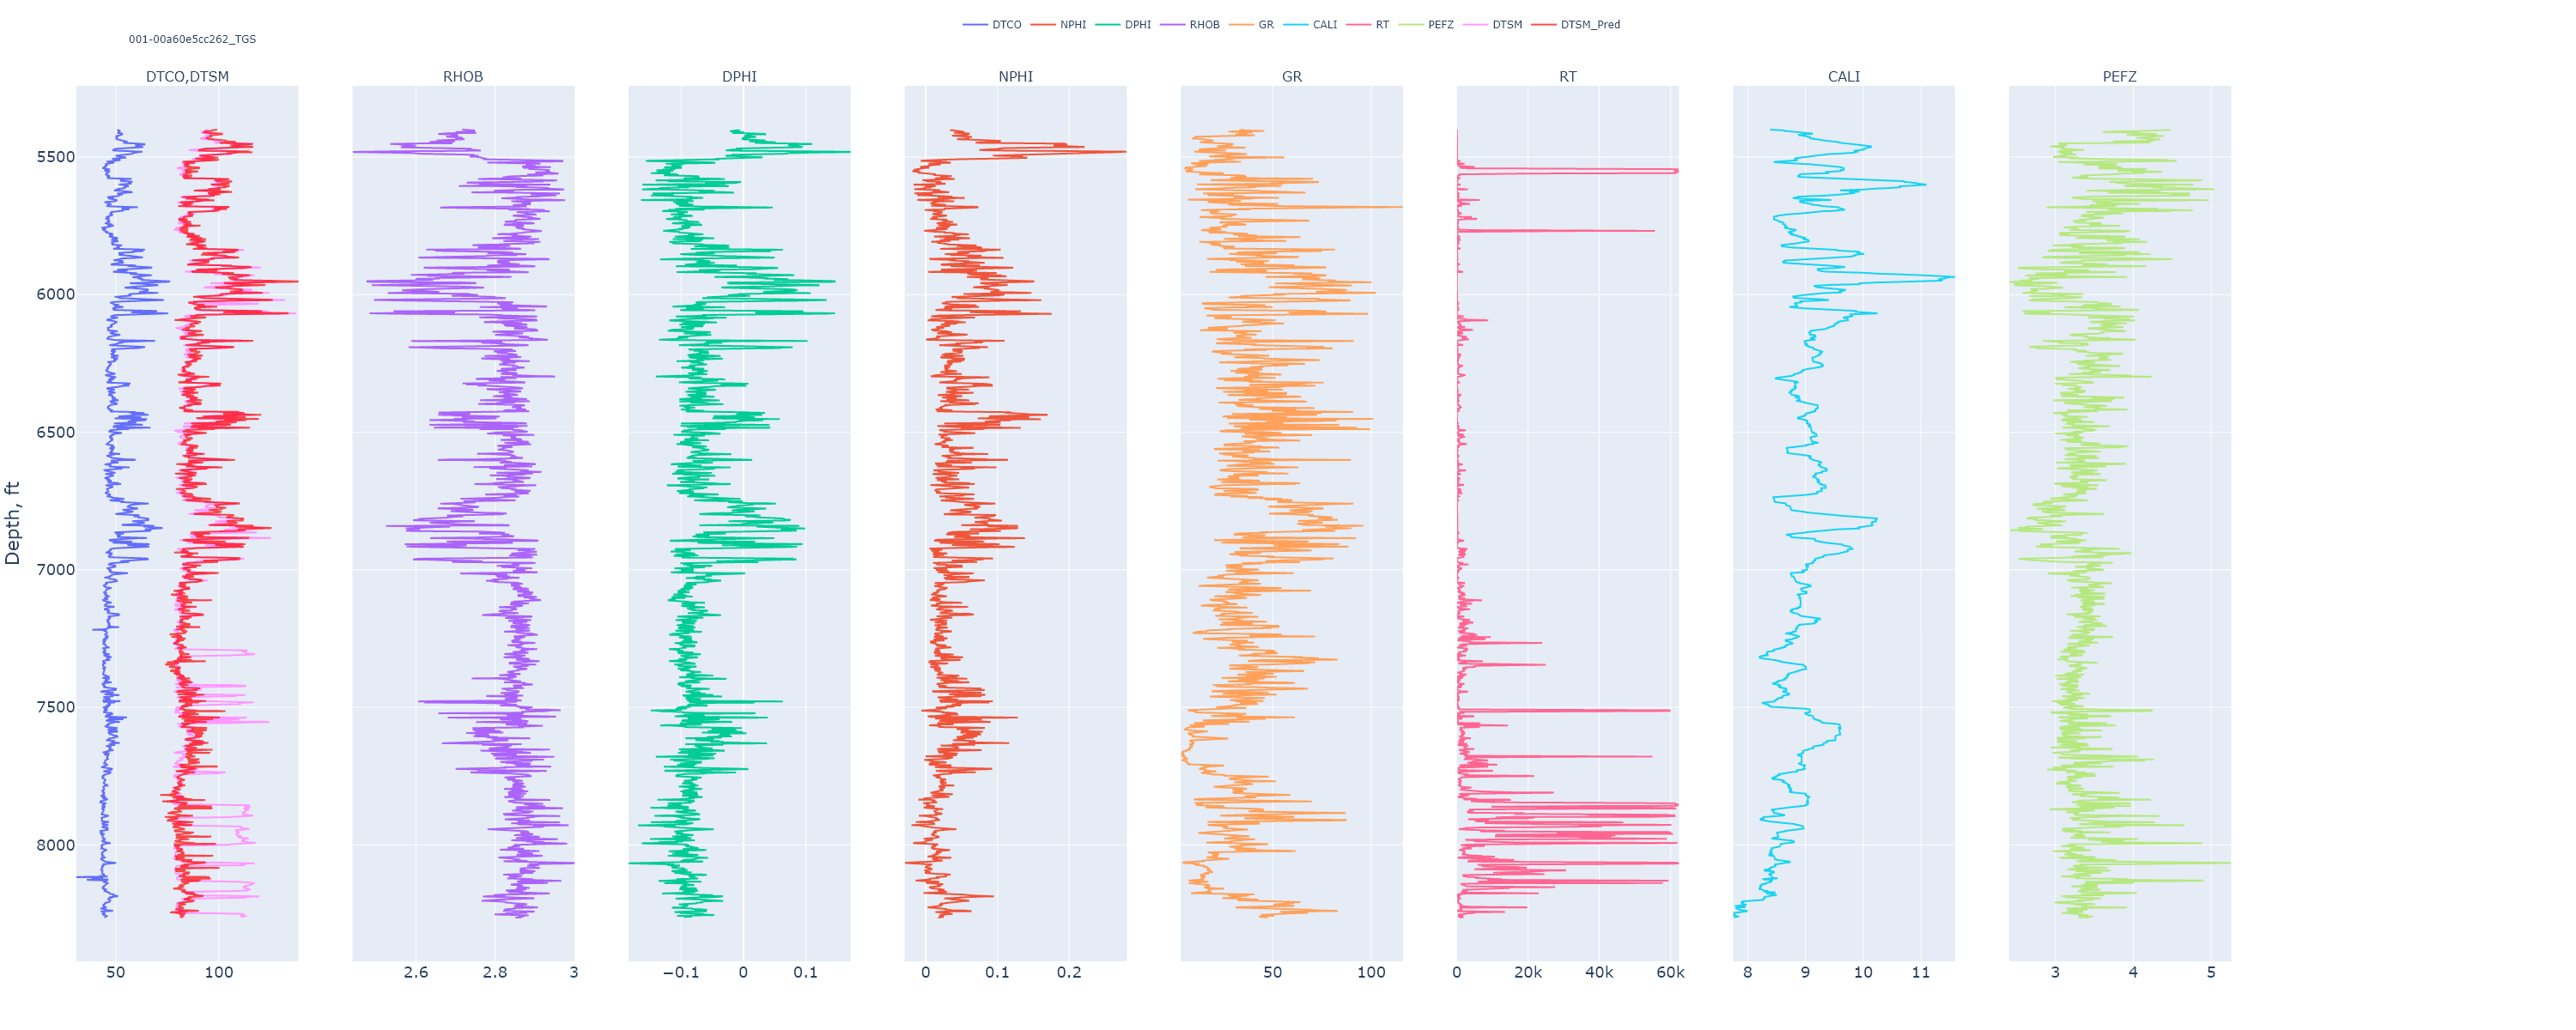 DTCO NPHI DPHI RHOB GR CALI RT PEFZ DTSM DTSM_Pred
001-00a60e5cc262_TGS
DTCO,DTSM RHOB DPHI NPHI GR RT CALI PEFZ
5500
6000
6500
7000
7500
8000
Depth, ft
50 100 2.6 2.8 3 −0.1 0 0.1 0 0.1 0.2 50 100 0 20k 40k 60k 8 9 10 11 3 4 5